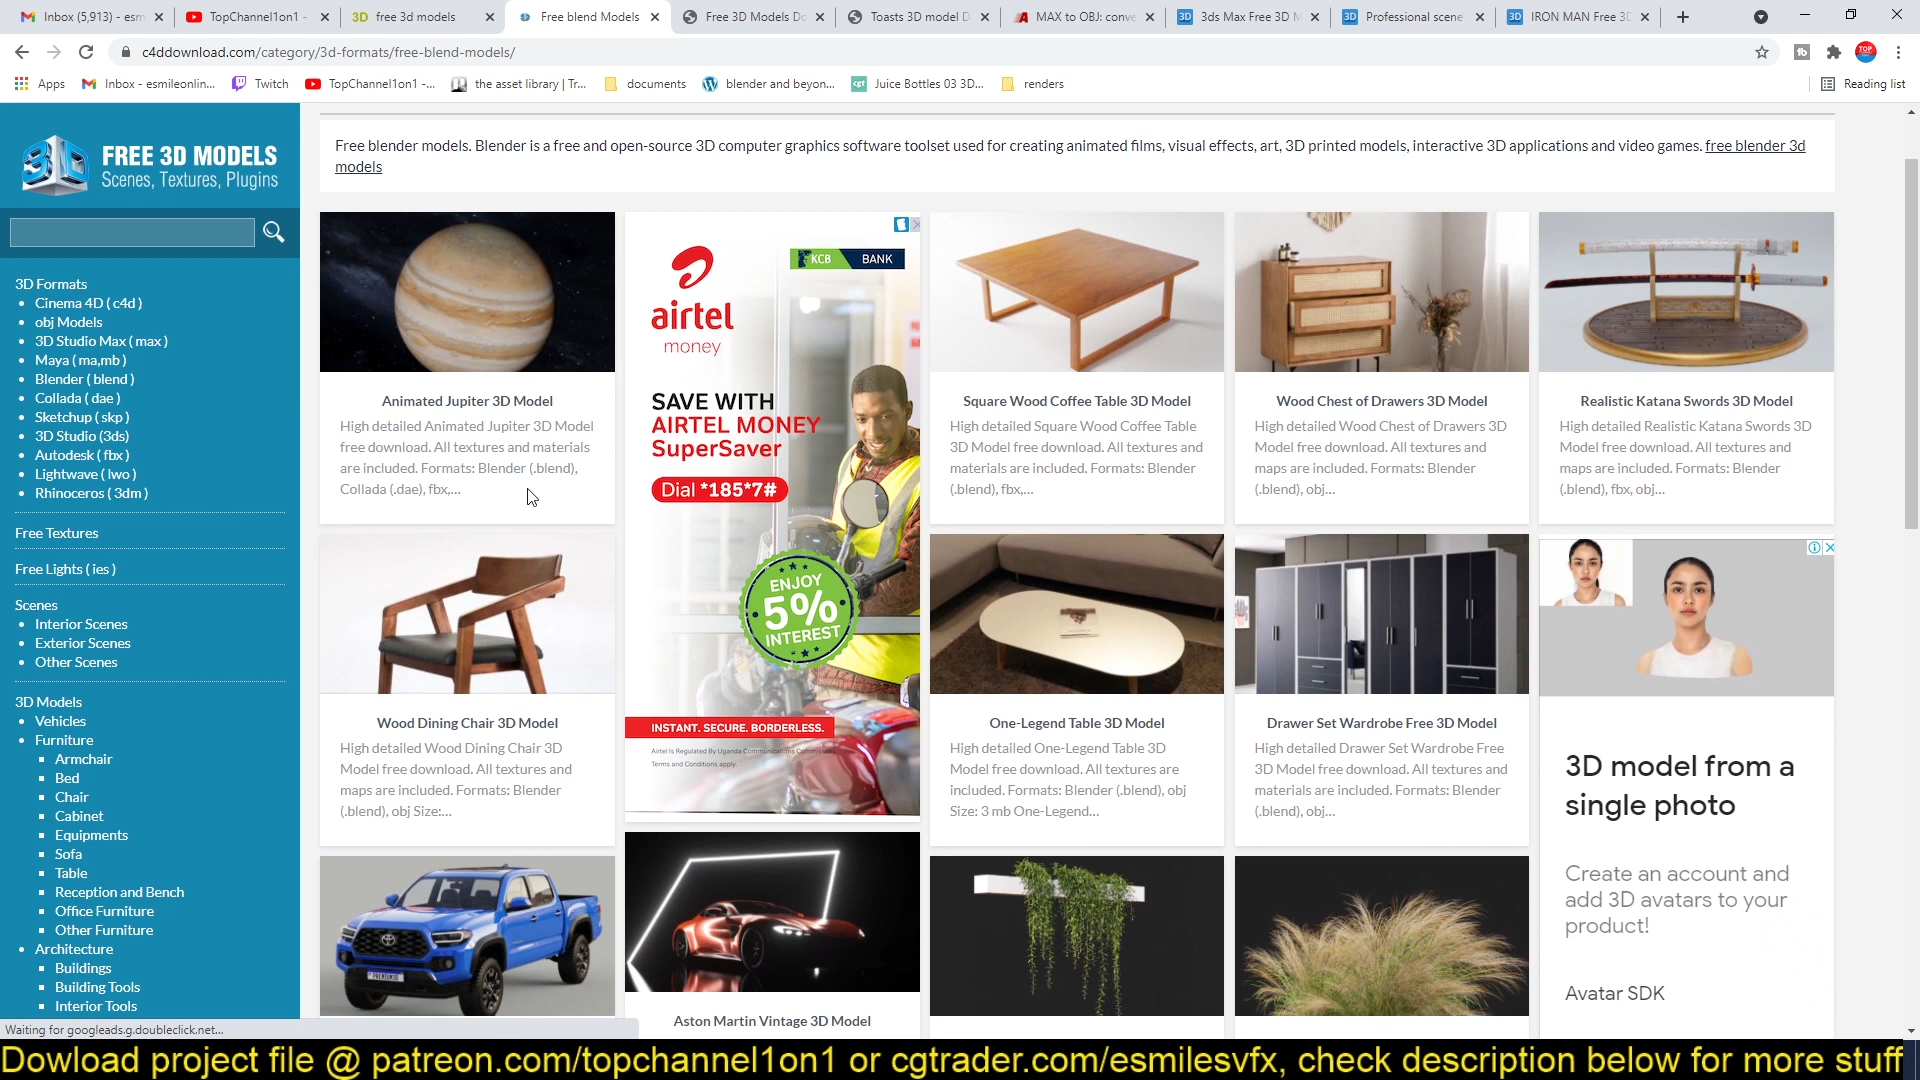 Inbox (5,913) - esm
TopChannel1on1 -
free 3d models
Free blend Models
Free 3D Models Do
Toasts 3D model D
MAX to OBJ: conve
3ds Max Free 3D M
Professional scene
IRON MAN Free 3D
c4ddownload.com/category/3d-formats/free-blend-models/
Apps
Inbox - esmileonlin...
Twitch
TopChannel1on1 -...
the asset library | Tr...
documents
blender and beyon...
Juice Bottles 03 3D...
renders
Reading list
FREE 3D MODELS
Scenes, Textures, Plugins
3D Formats
Cinema 4D ( c4d )
obj Models
3D Studio Max ( max )
Maya ( ma,mb )
Blender ( blend )
Collada ( dae )
Sketchup ( skp )
3D Studio (3ds)
Autodesk ( fbx )
Lightwave ( lwo )
Rhinoceros ( 3dm )
Free Textures
Free Lights ( ies )
Scenes
Interior Scenes
Exterior Scenes
Other Scenes
3D Models
Vehicles
Furniture
Armchair
Bed
Chair
Cabinet
Equipments
Sofa
Table
Reception and Bench
Office Furniture
Other Furniture
Architecture
Buildings
Building Tools
Interior Tools
Free blender models. Blender is a free and open-source 3D computer graphics software toolset used for creating animated films, visual effects, art, 3D printed models, interactive 3D applications and video games. free blender 3d
models
Animated Jupiter 3D Model
High detailed Animated Jupiter 3D Model
free download. All textures and materials
are included. Formats: Blender (.blend),
Collada (.dae), fbx,...
KCB BANK
airtel
money
SAVE WITH
AIRTEL MONEY
SuperSaver
Dial *185*7#
ENJOY
5%
INTEREST
INSTANT. SECURE. BORDERLESS.
Airtel is Regulated By Uganda Communications Commission.
Terms and Conditions apply.
Square Wood Coffee Table 3D Model
High detailed Square Wood Coffee Table
3D Model free download. All textures and
materials are included. Formats: Blender
(.blend), fbx,...
Wood Chest of Drawers 3D Model
High detailed Wood Chest of Drawers 3D
Model free download. All textures and
maps are included. Formats: Blender
(.blend), obj...
Realistic Katana Swords 3D Model
High detailed Realistic Katana Swords 3D
Model free download. All textures and
maps are included. Formats: Blender
(.blend), fbx, obj...
Wood Dining Chair 3D Model
High detailed Wood Dining Chair 3D
Model free download. All textures and
maps are included. Formats: Blender
(.blend), obj Size:...
One-Legend Table 3D Model
High detailed One-Legend Table 3D
Model free download. All textures are
included. Formats: Blender (.blend), obj
Size: 3 mb One-Legend...
Drawer Set Wardrobe Free 3D Model
High detailed Drawer Set Wardrobe Free
3D Model free download. All textures and
materials are included. Formats: Blender
(.blend), obj...
3D model from a
single photo
Create an account and
add 3D avatars to your
product!
Avatar SDK
Aston Martin Vintage 3D Model
Waiting for googleads.g.doubleclick.net...
Dowload project file @ patreon.com/topchannel1on1 or cgtrader.com/esmilesvfx, check description below for more stuff